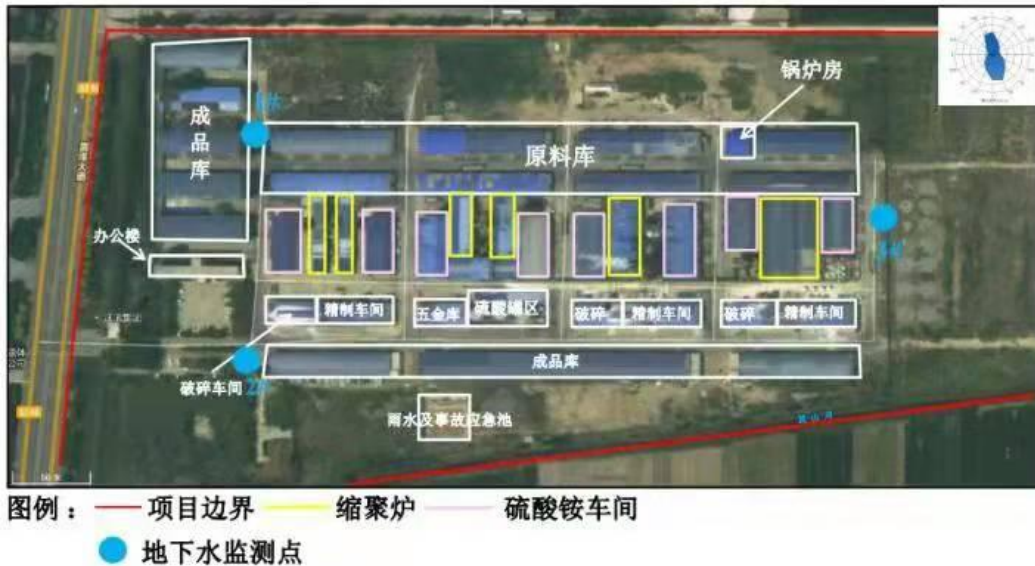 锅炉房
成品库
1#
原料库
办公楼
3#
精制车间
五金库
硫酸罐区
破碎
精制车间
破碎
精制车间
成品库
破碎车间
2#
雨水及事故应急池
图例：
项目边界
缩聚炉
硫酸铵车间
地下水监测点